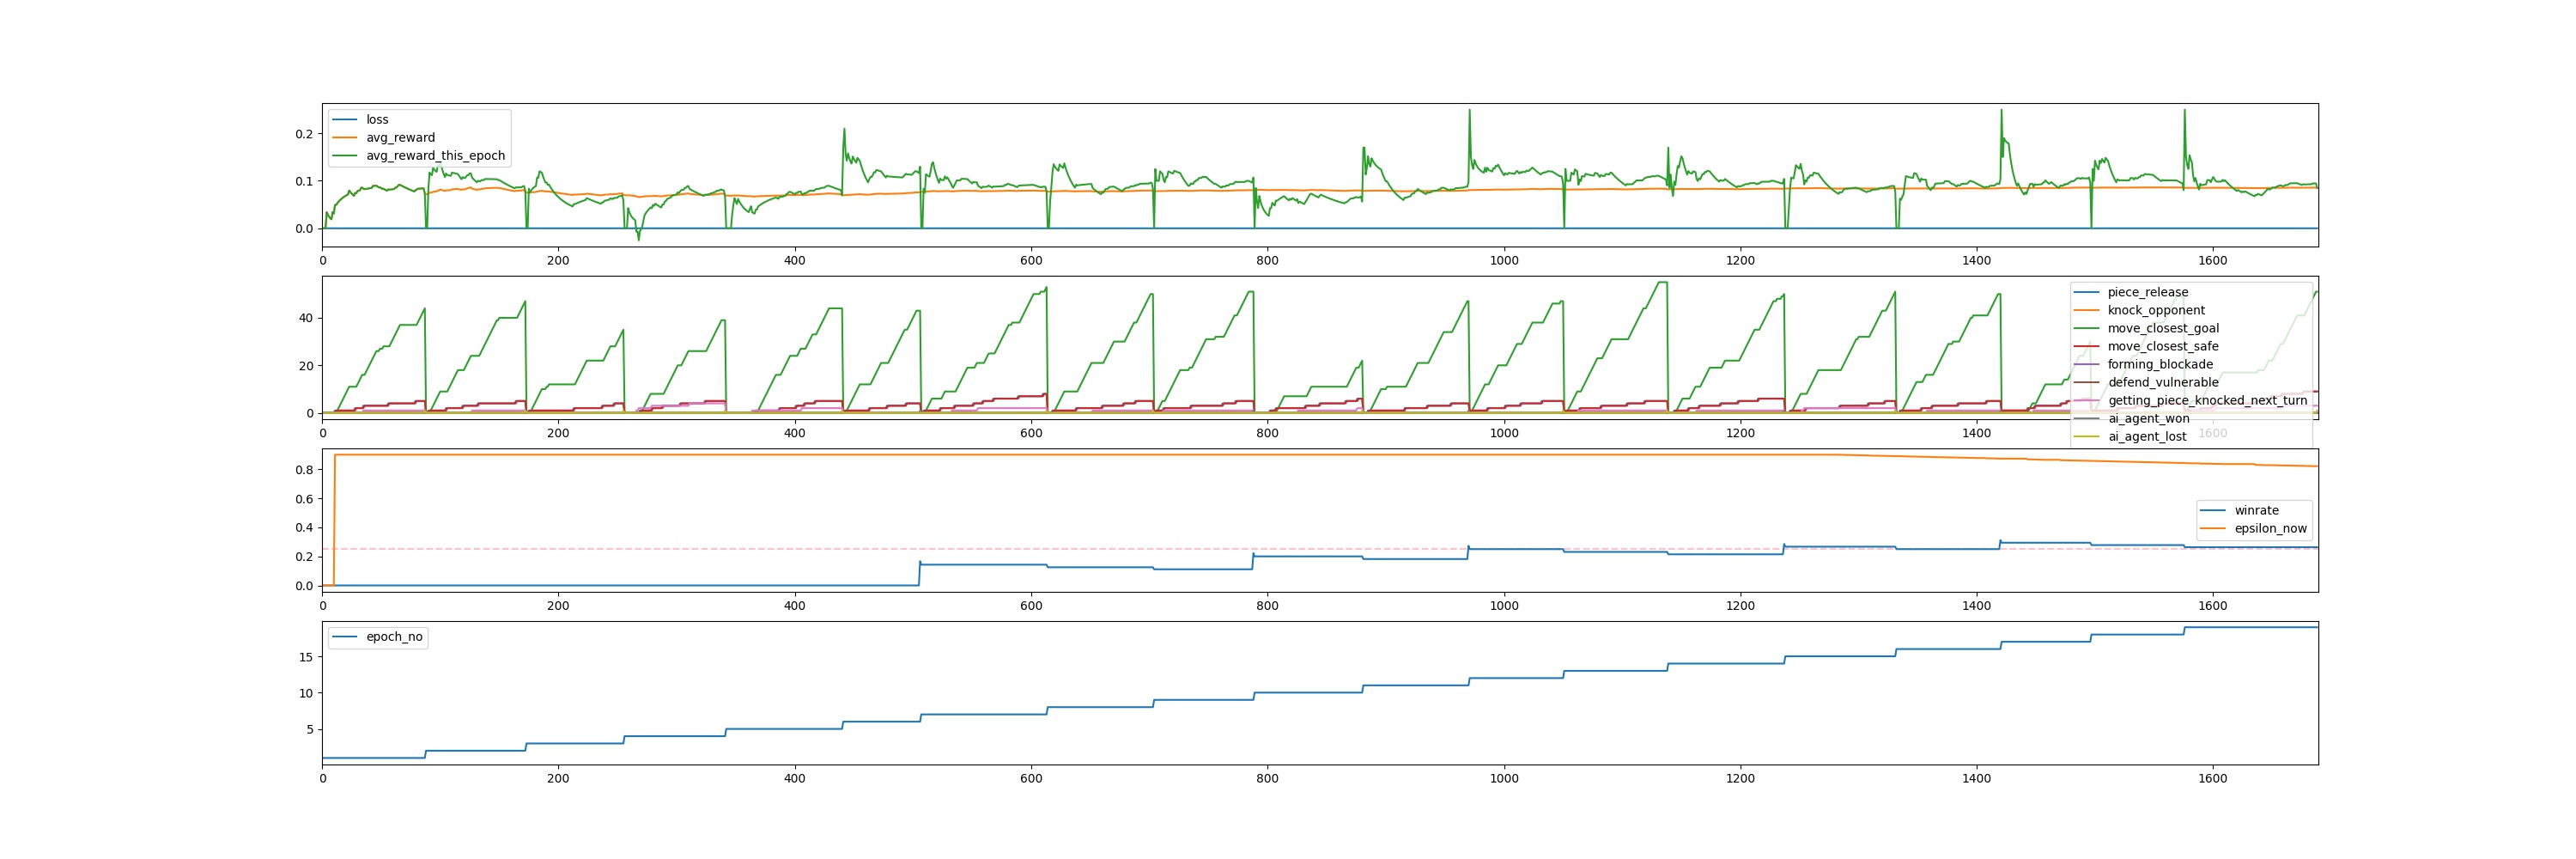 loss
avg_reward
avg_reward_this_epoch
0.2
0.1
0.0
0 200 400 600 800 1000 1200 1400 1600
piece_release
knock_opponent
move_closest_goal
move_closest_safe
forming_blockade
defend_vulnerable
getting_piece_knocked_next_turn
ai_agent_won
ai_agent_lost
40
20
0
0 200 400 600 800 1000 1200 1400 1600
0.8
0.6
0.4
0.2
0.0
winrate
epsilon_now
0 200 400 600 800 1000 1200 1400 1600
epoch_no
15
10
5
0 200 400 600 800 1000 1200 1400 1600